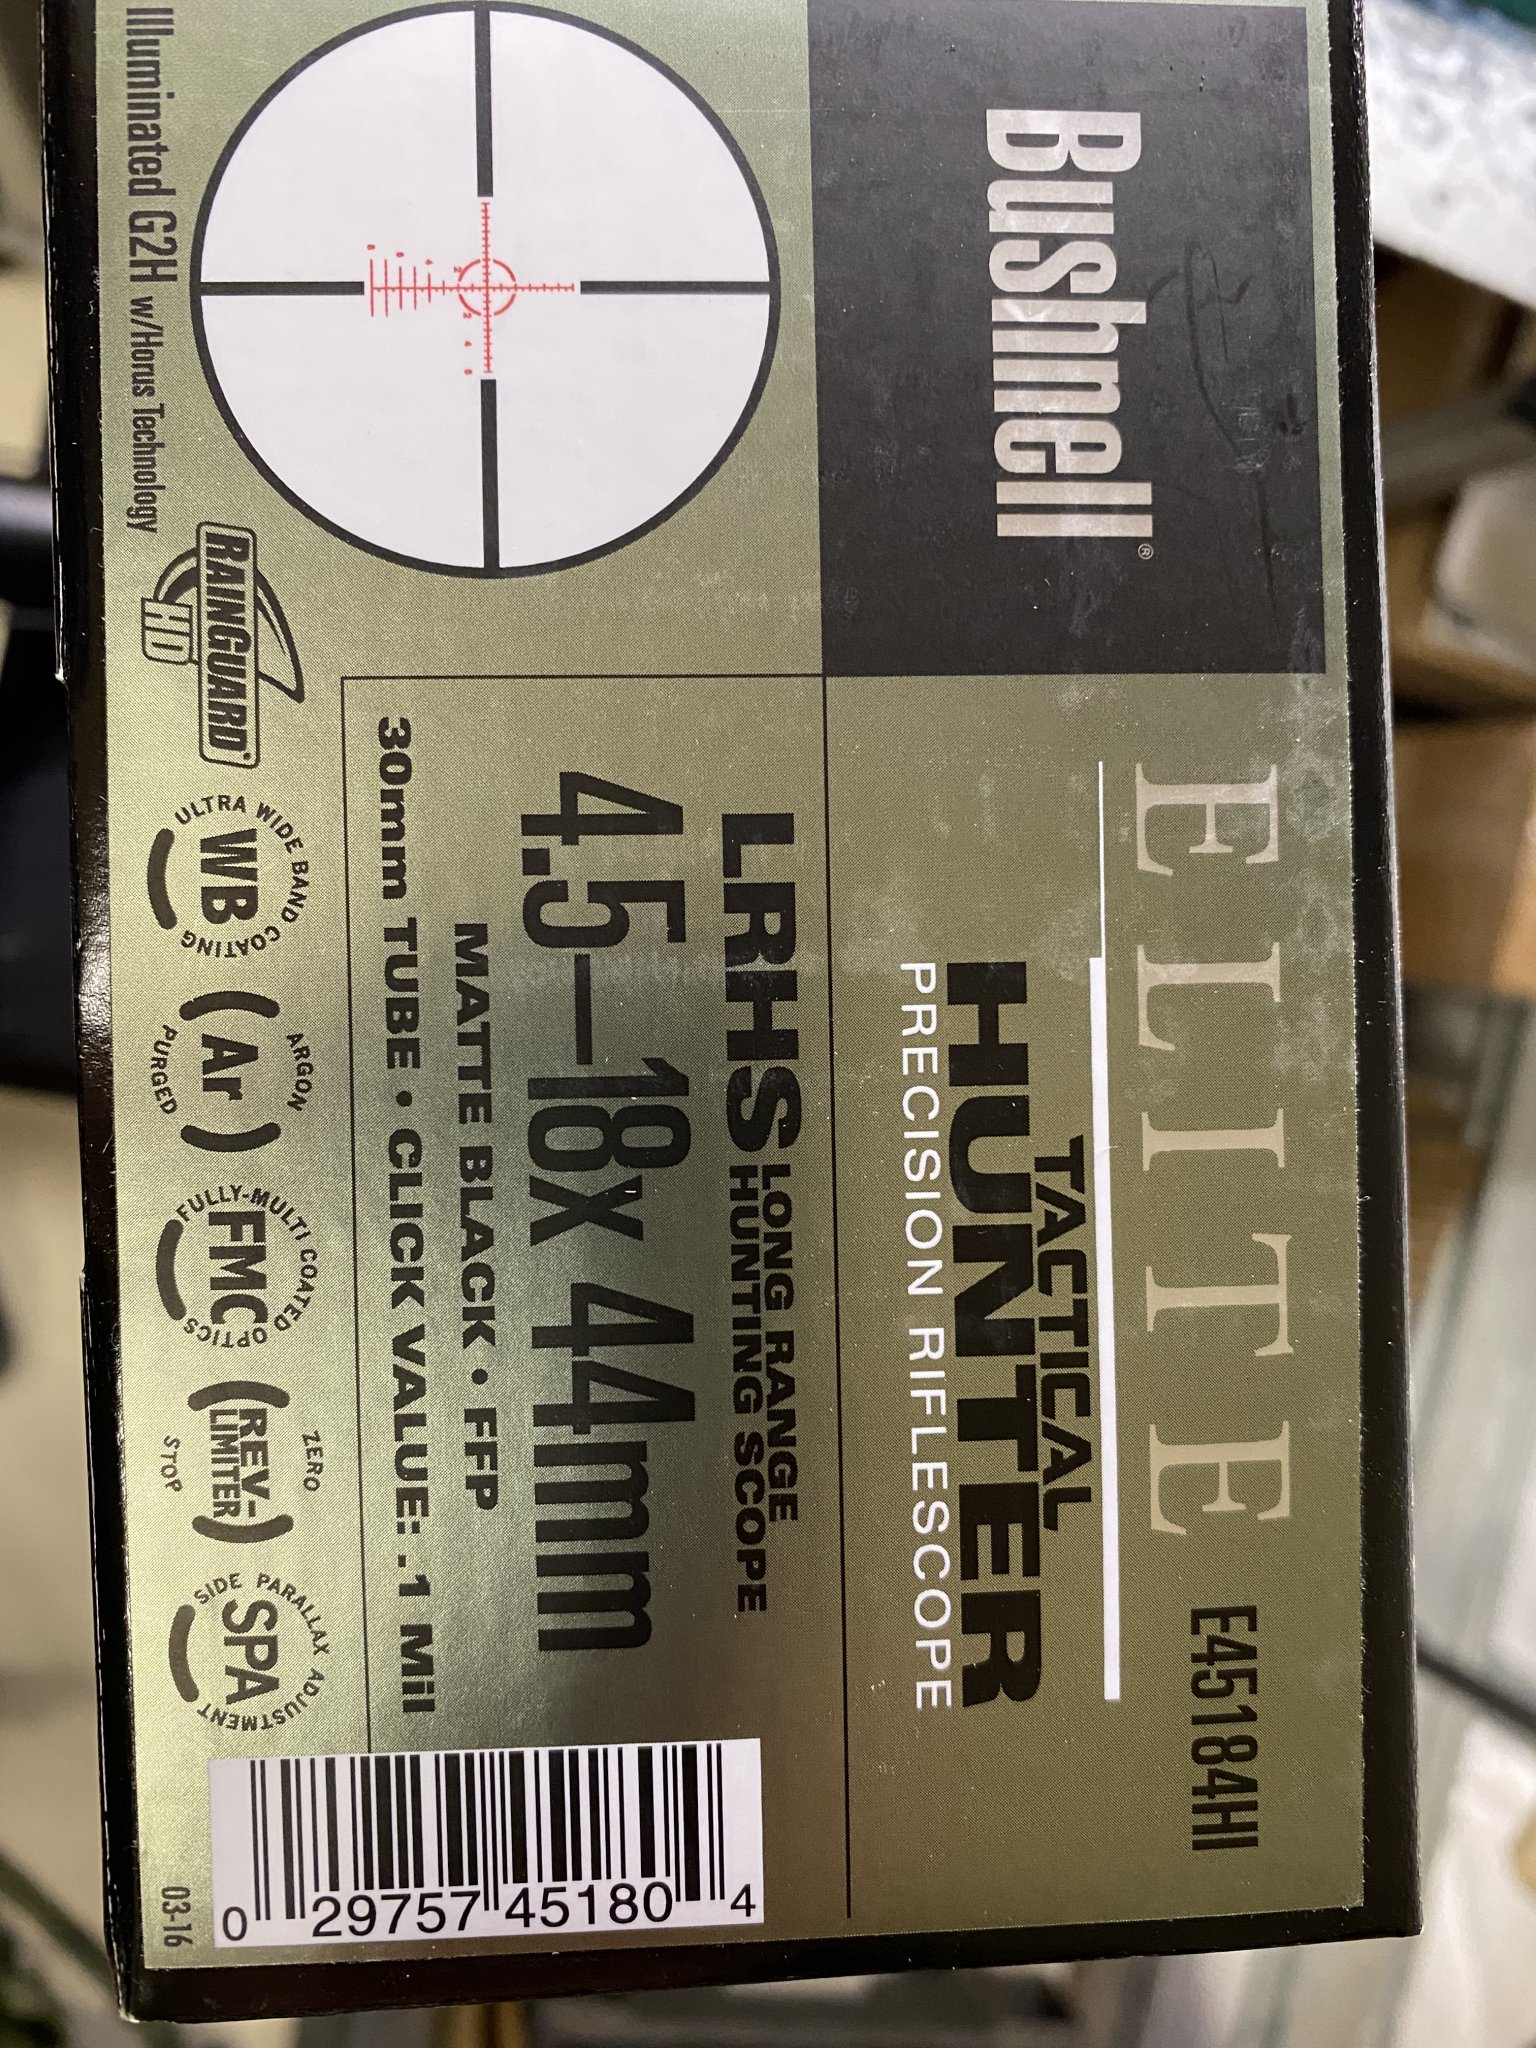 Bushnell®
ELITE E45184HI
TACTICAL
HUNTER
PRECISION RIFLESCOPE
LRHS LONG RANGE
HUNTING SCOPE
4.5–18x 44mm
MATTE BLACK • FFP
30mm TUBE • CLICK VALUE: .1 Mil
Illuminated G2H w/Horus Technology
RAINGUARD®
HD
ULTRA WIDE BAND COATING
WB
ARGON
Ar
PURGED
FULLY-MULTI COATED OPTICS
FMC
ZERO
REV-
LIMITER
STOP
SIDE PARALLAX ADJUSTMENT
SPA
0 29757 45180 4
03-16